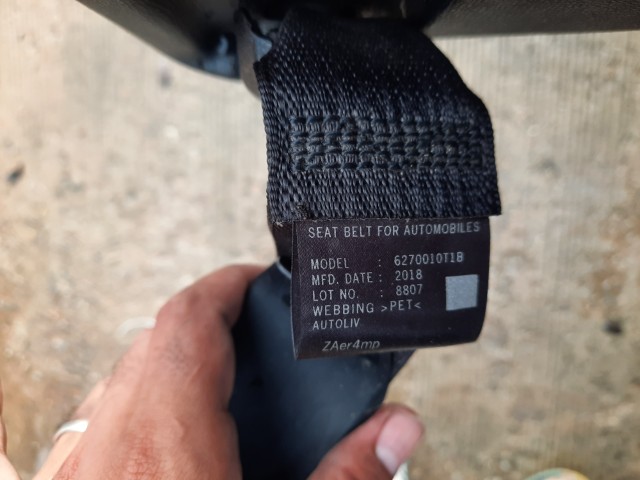 SEAT BELT FOR AUTOMOBILES
MODEL : 6270010T1B
MFD. DATE : 2018
LOT NO. : 8807
WEBBING >PET<
AUTOLIV
ZAer4mp